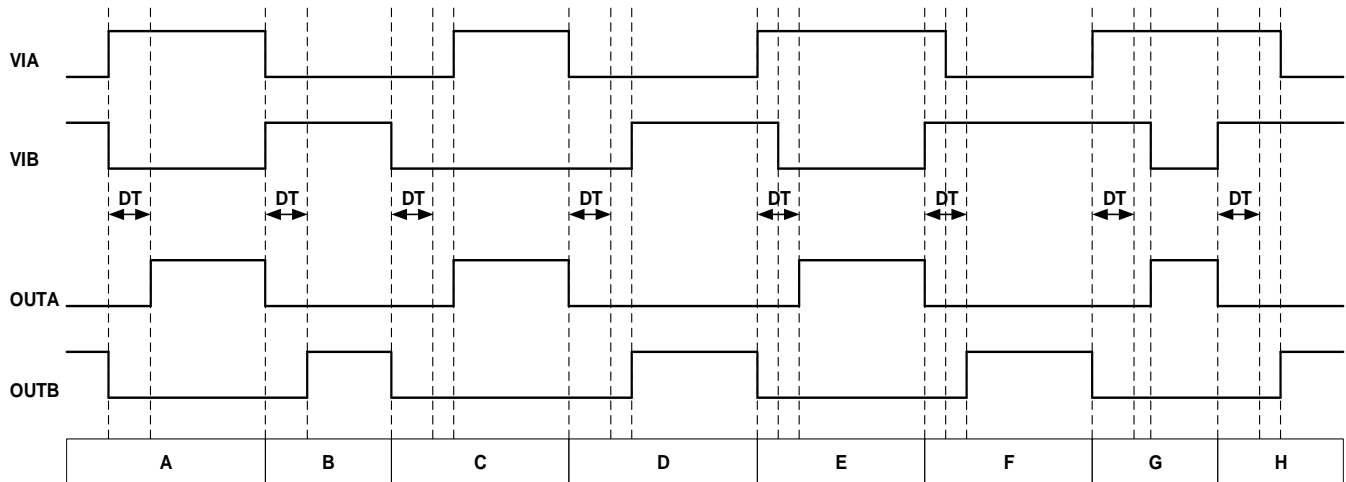 VIA
VIB
DT DT DT DT DT DT DT DT
OUTA
OUTB
A B C D E F G H